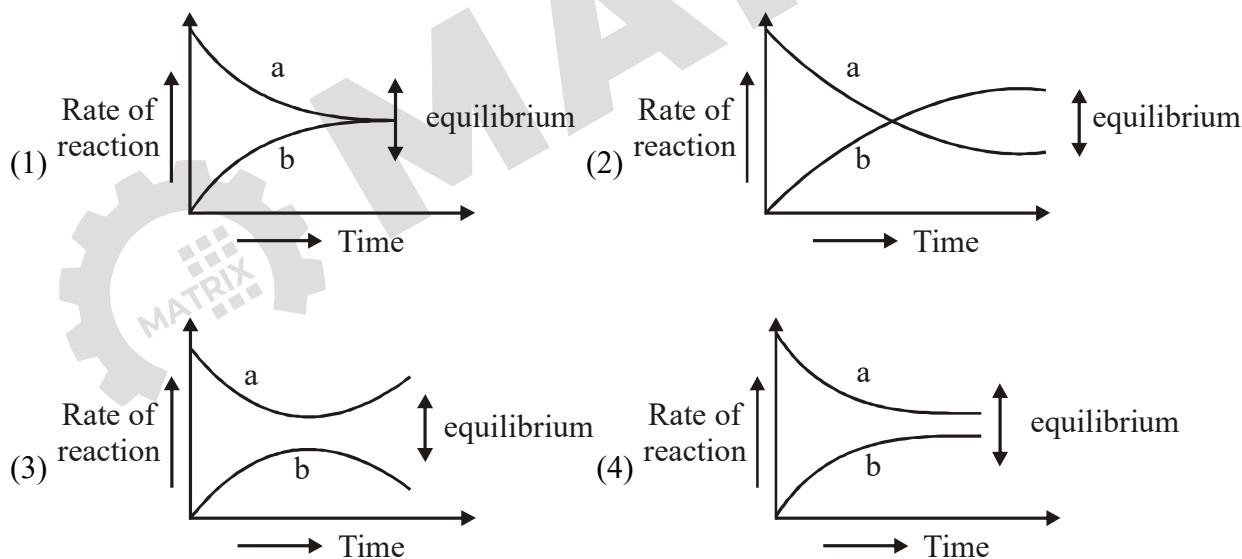 MATRIX
(1)
Rate of
reaction
a
b
equilibrium
Time
(2)
Rate of
reaction
a
b
equilibrium
Time
(3)
Rate of
reaction
a
b
equilibrium
Time
(4)
Rate of
reaction
a
b
equilibrium
Time